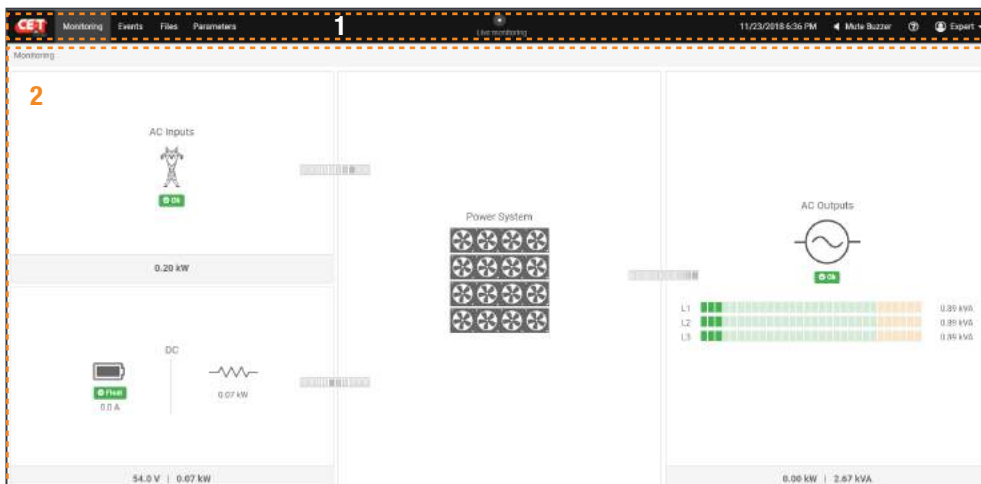 CET Monitoring Events Files Parameters 1 Live monitoring 11/23/2018 6:36 PM Mute Buzzer ? Expert
Monitoring
2
AC Inputs
Ok
0.20 kW
DC
Float
0.0 A
0.07 kW
54.0 V | 0.07 kW
Power System
AC Outputs
Ok
L1 0.89 kVA
L2 0.89 kVA
L3 0.89 kVA
0.00 kW | 2.67 kVA